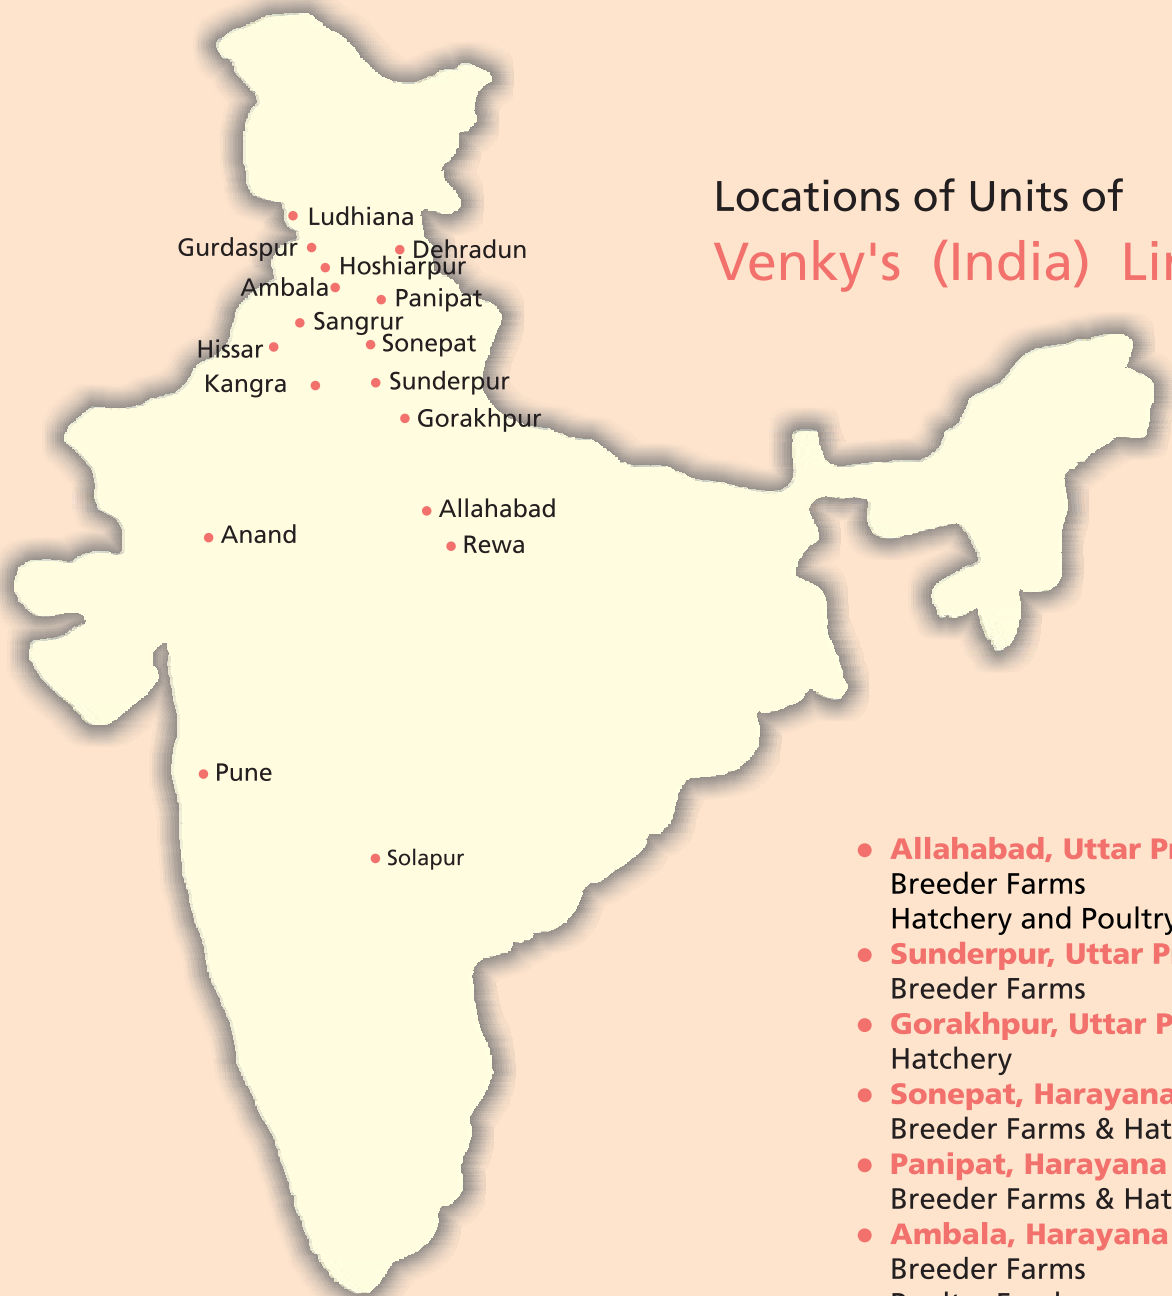 Locations of Units of
Venky's (India)
Ludhiana
Gurdaspur
Dehradun
Hoshiarpur
Ambala
Panipat
Sangrur
Sonepat
Hissar
Kangra
Sunderpur
Gorakhpur
Allahabad
Anand
Rewa
Pune
Solapur
Allahabad, Uttar
Breeder Farms
Hatchery and Poultry
Sunderpur, Uttar
Breeder Farms
Gorakhpur, Uttar
Hatchery
Sonepat, Harayana
Breeder Farms &
Panipat, Harayana
Breeder Farms &
Ambala, Harayana
Breeder Farms